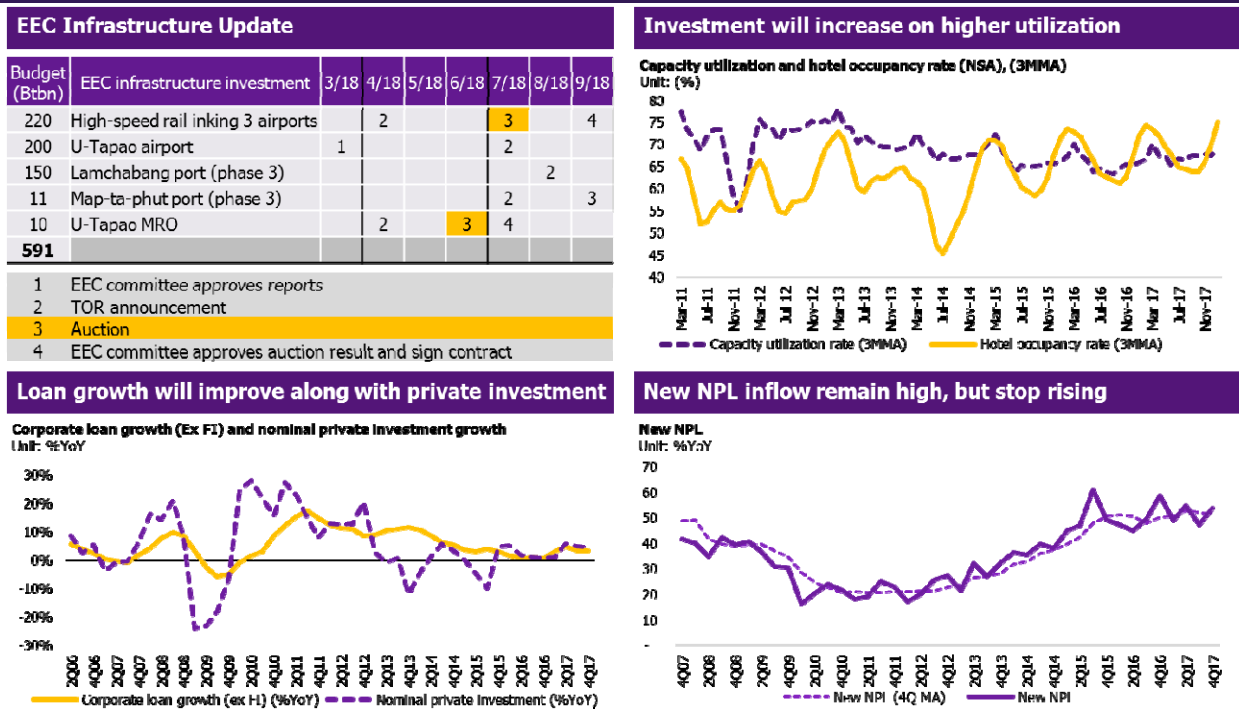 EEC Infrastructure Update
Budget (Btbn) EEC infrastructure investment 3/18 4/18 5/18 6/18 7/18 8/18 9/18
220 High-speed rail inking 3 airports 2 3 4
200 U-Tapao airport 1 2
150 Lamchabang port (phase 3) 2
11 Map-ta-phut port (phase 3) 2 3
10 U-Tapao MRO 2 3 4
591
1 EEC committee approves reports
2 TOR announcement
3 Auction
4 EEC committee approves auction result and sign contract
Investment will increase on higher utilization
Capacity utilization and hotel occupancy rate (NSA), (3MMA)
Unit: (%)
80
75
70
65
60
55
50
45
40
Mar-11 Jul-11 Nov-11 Mar-12 Jul 12 Nov-12 Mar-13 Jul-13 Nov-13 Mar-14 Jul-14 Nov-14 Mar-15 Jul-15 Nov-15 Mar-16 Jul-16 Nov-16 Mar 17 Jul-17 Nov-17
Capacity utilization rate (3MMA) Hotel occupancy rate (3MMA)
Loan growth will improve along with private investment
Corporate loan growth (Ex FI) and nominal private investment growth
Unit: %YoY
30%
20%
10%
0%
-10%
-20%
-30%
2Q06 4Q06 2Q07 4Q07 2Q08 4Q08 2Q09 4Q09 2Q10 4Q10 2Q11 4Q11 2Q12 4Q12 2Q13 4Q13 2Q14 4Q14 2Q15 4Q15 2Q16 4Q16 2Q17 4Q17
Corporate loan growth (ex FI) (%YoY) Nominal private investment (%YoY)
New NPL inflow remain high, but stop rising
New NPL
Unit: %YoY
70
60
50
40
30
20
10
-
4Q07 2Q08 4Q08 2Q09 4Q09 2Q10 4Q10 2Q11 4Q11 2Q12 4Q12 2Q13 4Q13 2Q14 4Q14 2Q15 4Q15 2Q16 4Q16 2Q17 4Q17
New NPL (4Q MA) New NPL